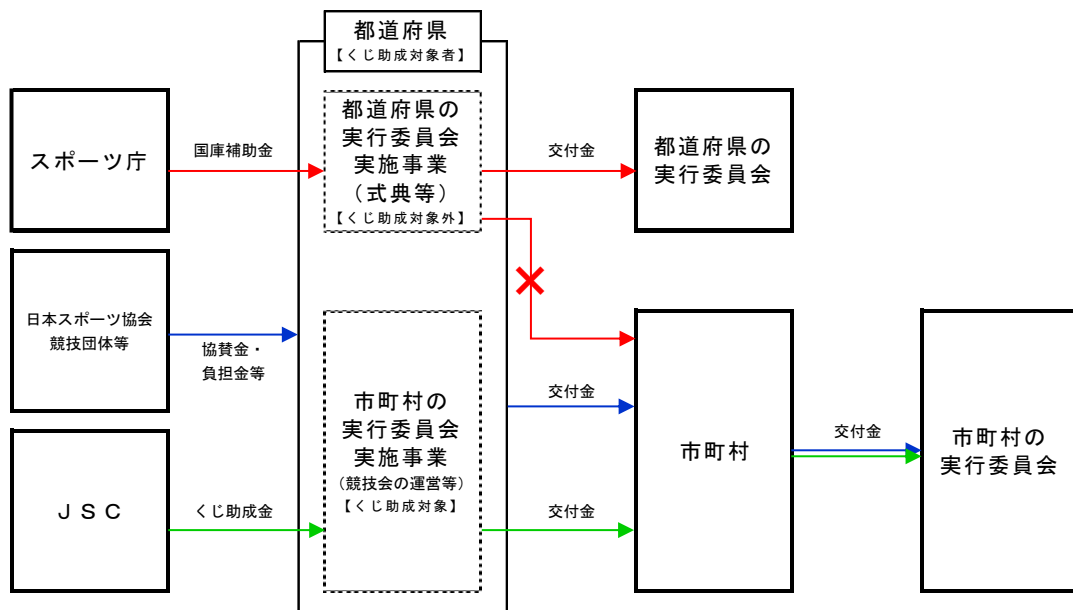 都道府県
【くじ助成対象者】
スポーツ庁
国庫補助金
都道府県の
実行委員会
実施事業
（式典等）
【くじ助成対象外】
交付金
都道府県の
実行委員会
日本スポーツ協会
競技団体等
協賛金・
負担金等
市町村の
実行委員会
実施事業
（競技会の運営等）
【くじ助成対象】
交付金
市町村
交付金
市町村の
実行委員会
ＪＳＣ
くじ助成金
交付金